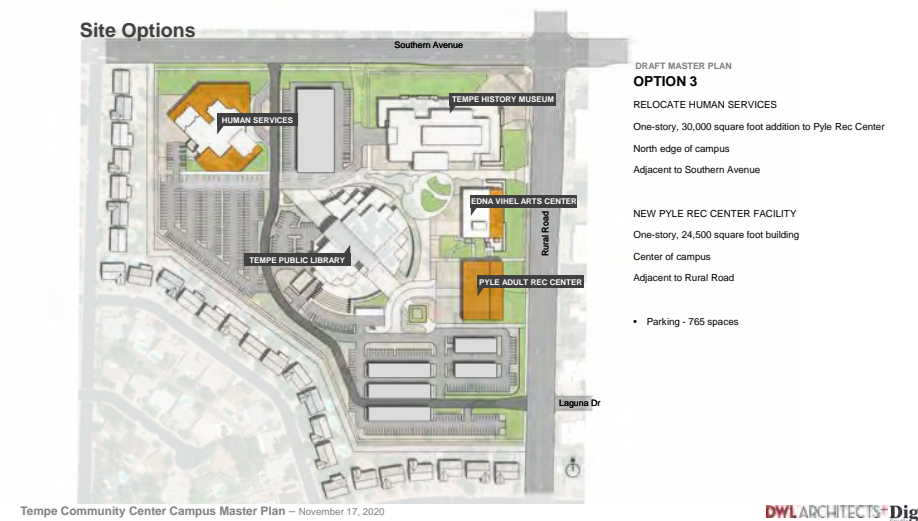 Site Options
Southern Avenue
TEMPE HISTORY MUSEUM
HUMAN SERVICES
EDNA VIHEL ARTS CENTER
Rural Road
TEMPE PUBLIC LIBRARY
PYLE ADULT REC CENTER
Laguna Dr
DRAFT MASTER PLAN
OPTION 3
RELOCATE HUMAN SERVICES
One-story, 30,000 square foot addition to Pyle Rec Center
North edge of campus
Adjacent to Southern Avenue
NEW PYLE REC CENTER FACILITY
One-story, 24,500 square foot building
Center of campus
Adjacent to Rural Road
• Parking - 765 spaces
Tempe Community Center Campus Master Plan – November 17, 2020
DWL ARCHITECTS+ Dig